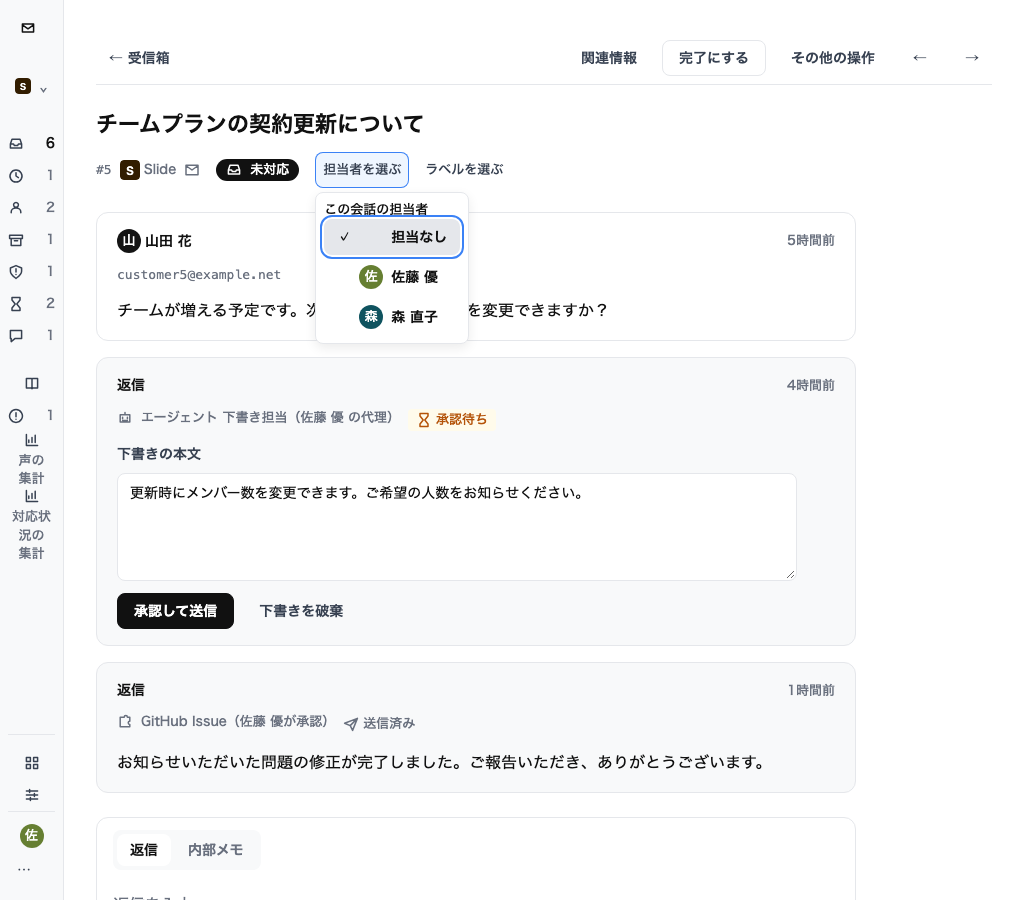 ← 受信箱
関連情報
完了にする
その他の操作
←
→
S
6
1
2
1
1
2
1
1
声の
集計
対応状
況の
集計
佐
…
チームプランの契約更新について
#5 S Slide 未対応 担当者を選ぶ ラベルを選ぶ
この会話の担当者
✓ 担当なし
佐 佐藤 優
森 森 直子
山 山田 花 5時間前
customer5@example.net
チームが増える予定です。
を変更できますか？
返信 4時間前
エージェント 下書き担当（佐藤 優 の代理） 承認待ち
下書きの本文
更新時にメンバー数を変更できます。ご希望の人数をお知らせください。
承認して送信 下書きを破棄
返信 1時間前
GitHub Issue（佐藤 優が承認） 送信済み
お知らせいただいた問題の修正が完了しました。ご報告いただき、ありがとうございます。
返信 内部メモ